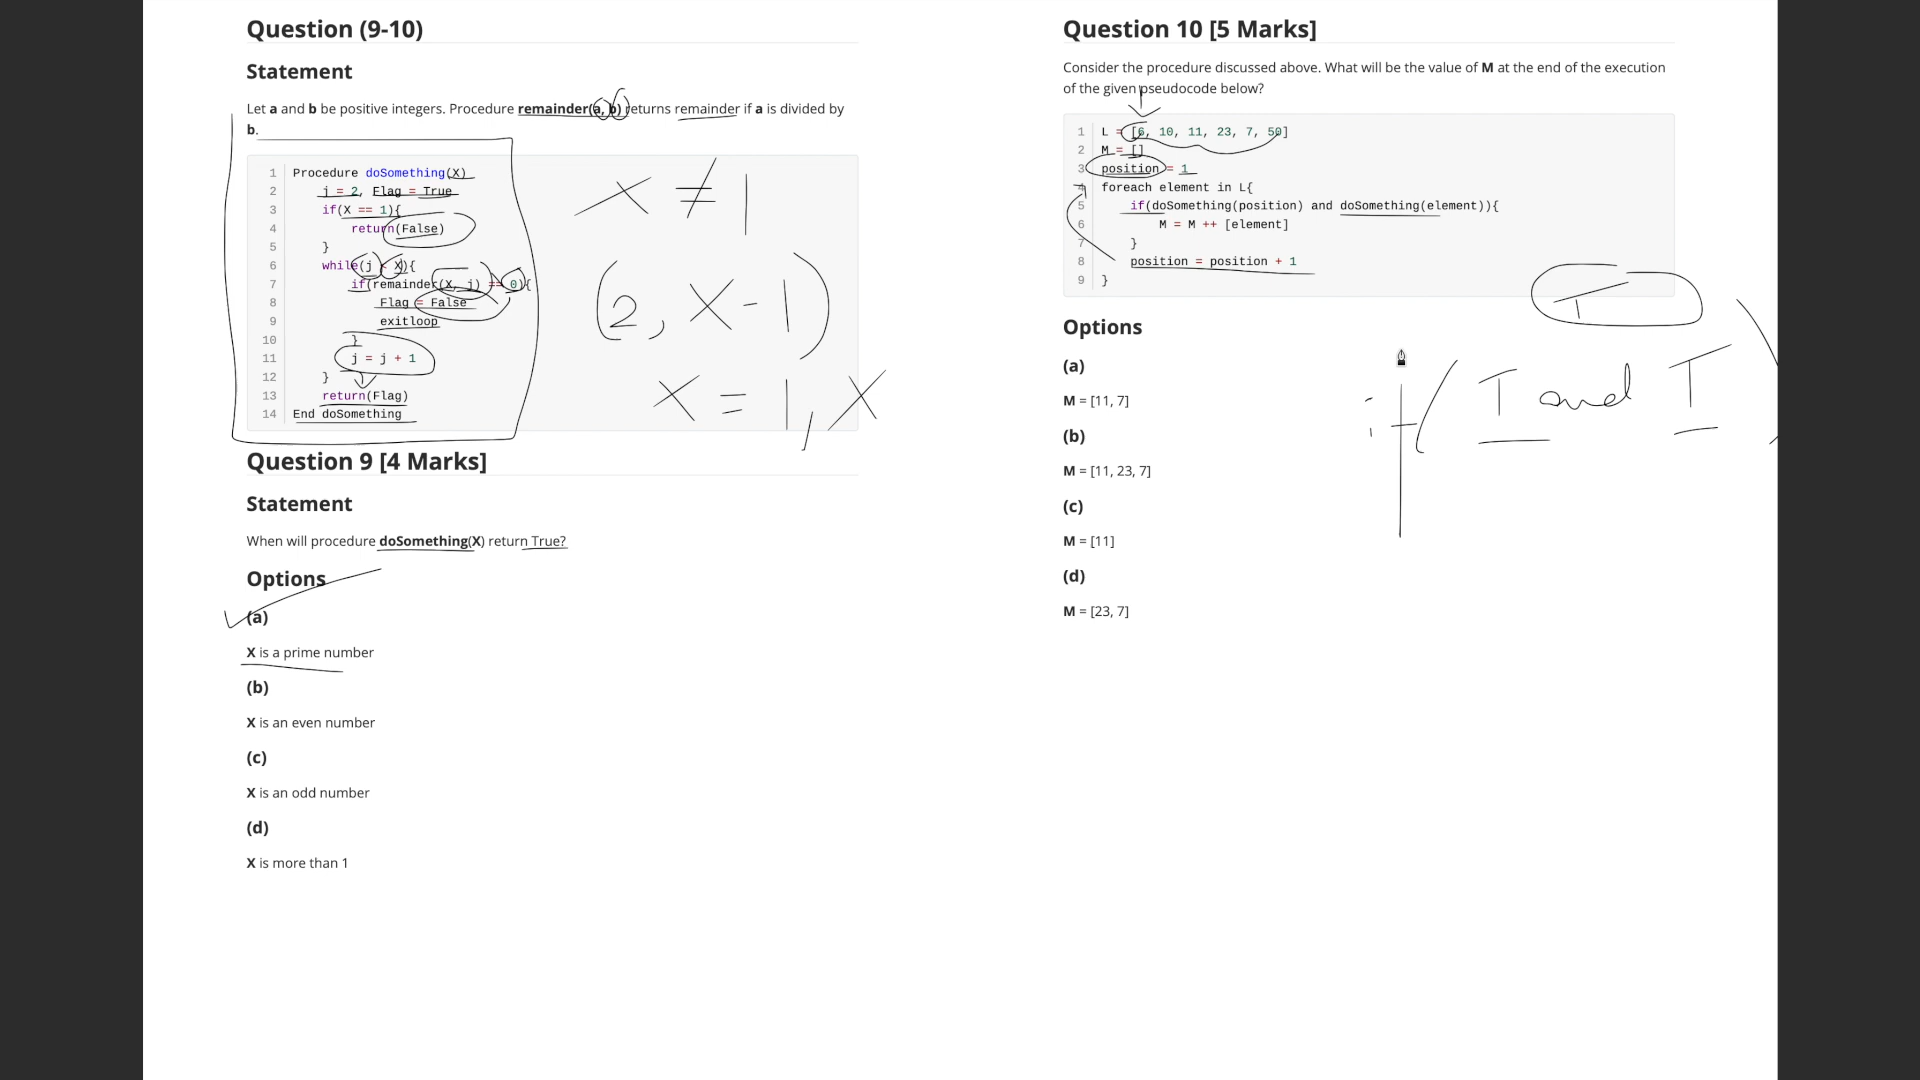 Question (9-10)
Statement
Let a and b be positive integers. Procedure remainder(a, b) returns remainder if a is divided by
b.
1 Procedure doSomething(X)
2 j = 2, Flag = True
3 if(X == 1){
4 return(False)
5 }
6 while(j < X){
7 if(remainder(X, j) == 0){
8 Flag = False
9 exitloop
10 }
11 j = j + 1
12 }
13 return(Flag)
14 End doSomething
X ≠ 1
(2, X - 1)
X = 1, X
Question 9 [4 Marks]
Statement
When will procedure doSomething(X) return True?
Options
(a)
X is a prime number
(b)
X is an even number
(c)
X is an odd number
(d)
X is more than 1
Question 10 [5 Marks]
Consider the procedure discussed above. What will be the value of M at the end of the execution
of the given pseudocode below?
1 L = [6, 10, 11, 23, 7, 50]
2 M = []
3 position = 1
4 foreach element in L{
5 if(doSomething(position) and doSomething(element)){
6 M = M ++ [element]
7 }
8 position = position + 1
9 }
T
Options
if( T and T )
(a)
M = [11, 7]
(b)
M = [11, 23, 7]
(c)
M = [11]
(d)
M = [23, 7]